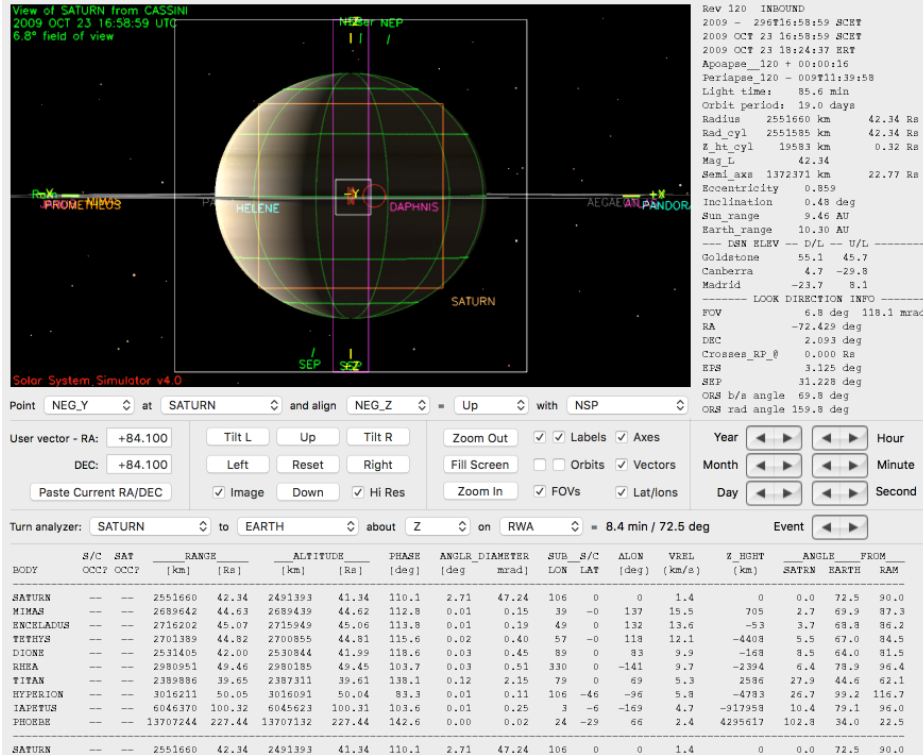 View of SATURN from CASSINI
2009 OCT 23 16:58:59 UTC
6.8° field of view
NEP
-X
PROMETHEUS
HELENE
-Y
DAPHNIS
+X
PANDORA
SATURN
SEP
+Z
Solar System Simulator v4.0
Rev 120 INBOUND
2009 - 296T16:58:59 SCET
2009 OCT 23 16:58:59 SCET
2009 OCT 23 18:24:37 ERT
Apoapse_120 + 00:00:16
Periapse_120 - 009T11:39:58
Light time: 85.6 min
Orbit period: 19.0 days
Radius 2551660 km 42.34 Rs
Rad_cyl 2551585 km 42.34 Rs
Z_ht_cyl 19583 km 0.32 Rs
Mag_L 42.34
Semi_axs 1372371 km 22.77 Rs
Eccentricity 0.859
Inclination 0.48 deg
Sun_range 9.46 AU
Earth_range 10.30 AU
--- DSN ELEV -- D/L -- U/L -------
Goldstone 55.1 45.7
Canberra 4.7 -29.8
Madrid -23.7 8.1
------- LOOK DIRECTION INFO -------
FOV 6.8 deg 118.1 mrad
RA -72.429 deg
DEC 2.093 deg
Crosses_RP_@ 0.000 Rs
EPS 3.125 deg
SEP 31.228 deg
ORS b/s angle 69.8 deg
ORS rad angle 159.8 deg
Point NEG_Y at SATURN and align NEG_Z = Up with NSP
User vector - RA: +84.100 Tilt L Up Tilt R Zoom Out Labels Axes Year Hour
DEC: +84.100 Left Reset Right Fill Screen Orbits Vectors Month Minute
Paste Current RA/DEC Image Down Hi Res Zoom In FOVs Lat/lons Day Second
Turn analyzer: SATURN to EARTH about Z on RWA = 8.4 min / 72.5 deg Event
S/C SAT RANGE ALTITUDE PHASE ANGLR_DIAMETER SUB_S/C ΔLON VREL Z_HGHT ANGLE FROM
BODY OCC? OCC? [km] [Rs] [km] [Rs] [deg] [deg mrad] LON LAT (deg) (km/s) (km) SATRN EARTH RAM
SATURN -- -- 2551660 42.34 2491393 41.34 110.1 2.71 47.24 106 0 0 1.4 0 0.0 72.5 90.0
MIMAS -- -- 2689642 44.63 2689439 44.62 112.8 0.01 0.15 39 -0 137 15.5 705 2.7 69.9 87.3
ENCELADUS -- -- 2716202 45.07 2715949 45.06 113.8 0.01 0.19 49 0 132 13.6 -53 3.7 68.8 86.2
TETHYS -- -- 2701389 44.82 2700855 44.81 115.6 0.02 0.40 57 -0 118 12.1 -4408 5.5 67.0 84.5
DIONE -- -- 2531405 42.00 2530844 41.99 118.6 0.03 0.45 89 0 83 9.9 -168 8.5 64.0 81.5
RHEA -- -- 2980951 49.46 2980185 49.45 103.7 0.03 0.51 330 0 -141 9.7 -2394 6.4 78.9 96.4
TITAN -- -- 2389886 39.65 2387311 39.61 138.1 0.12 2.15 79 0 69 5.3 2586 27.9 44.6 62.1
HYPERION -- -- 3016211 50.05 3016091 50.04 83.3 0.01 0.11 106 -46 -96 5.8 -4783 26.7 99.2 116.7
IAPETUS -- -- 6046370 100.32 6045623 100.31 103.6 0.01 0.25 3 -6 -169 4.7 -917958 10.4 79.1 96.0
PHOEBE -- -- 13707244 227.44 13707132 227.44 142.6 0.00 0.02 24 -29 66 2.4 4295617 102.8 34.0 22.5
SATURN -- -- 2551660 42.34 2491393 41.34 110.1 2.71 47.24 106 0 0 1.4 0 0.0 72.5 90.0